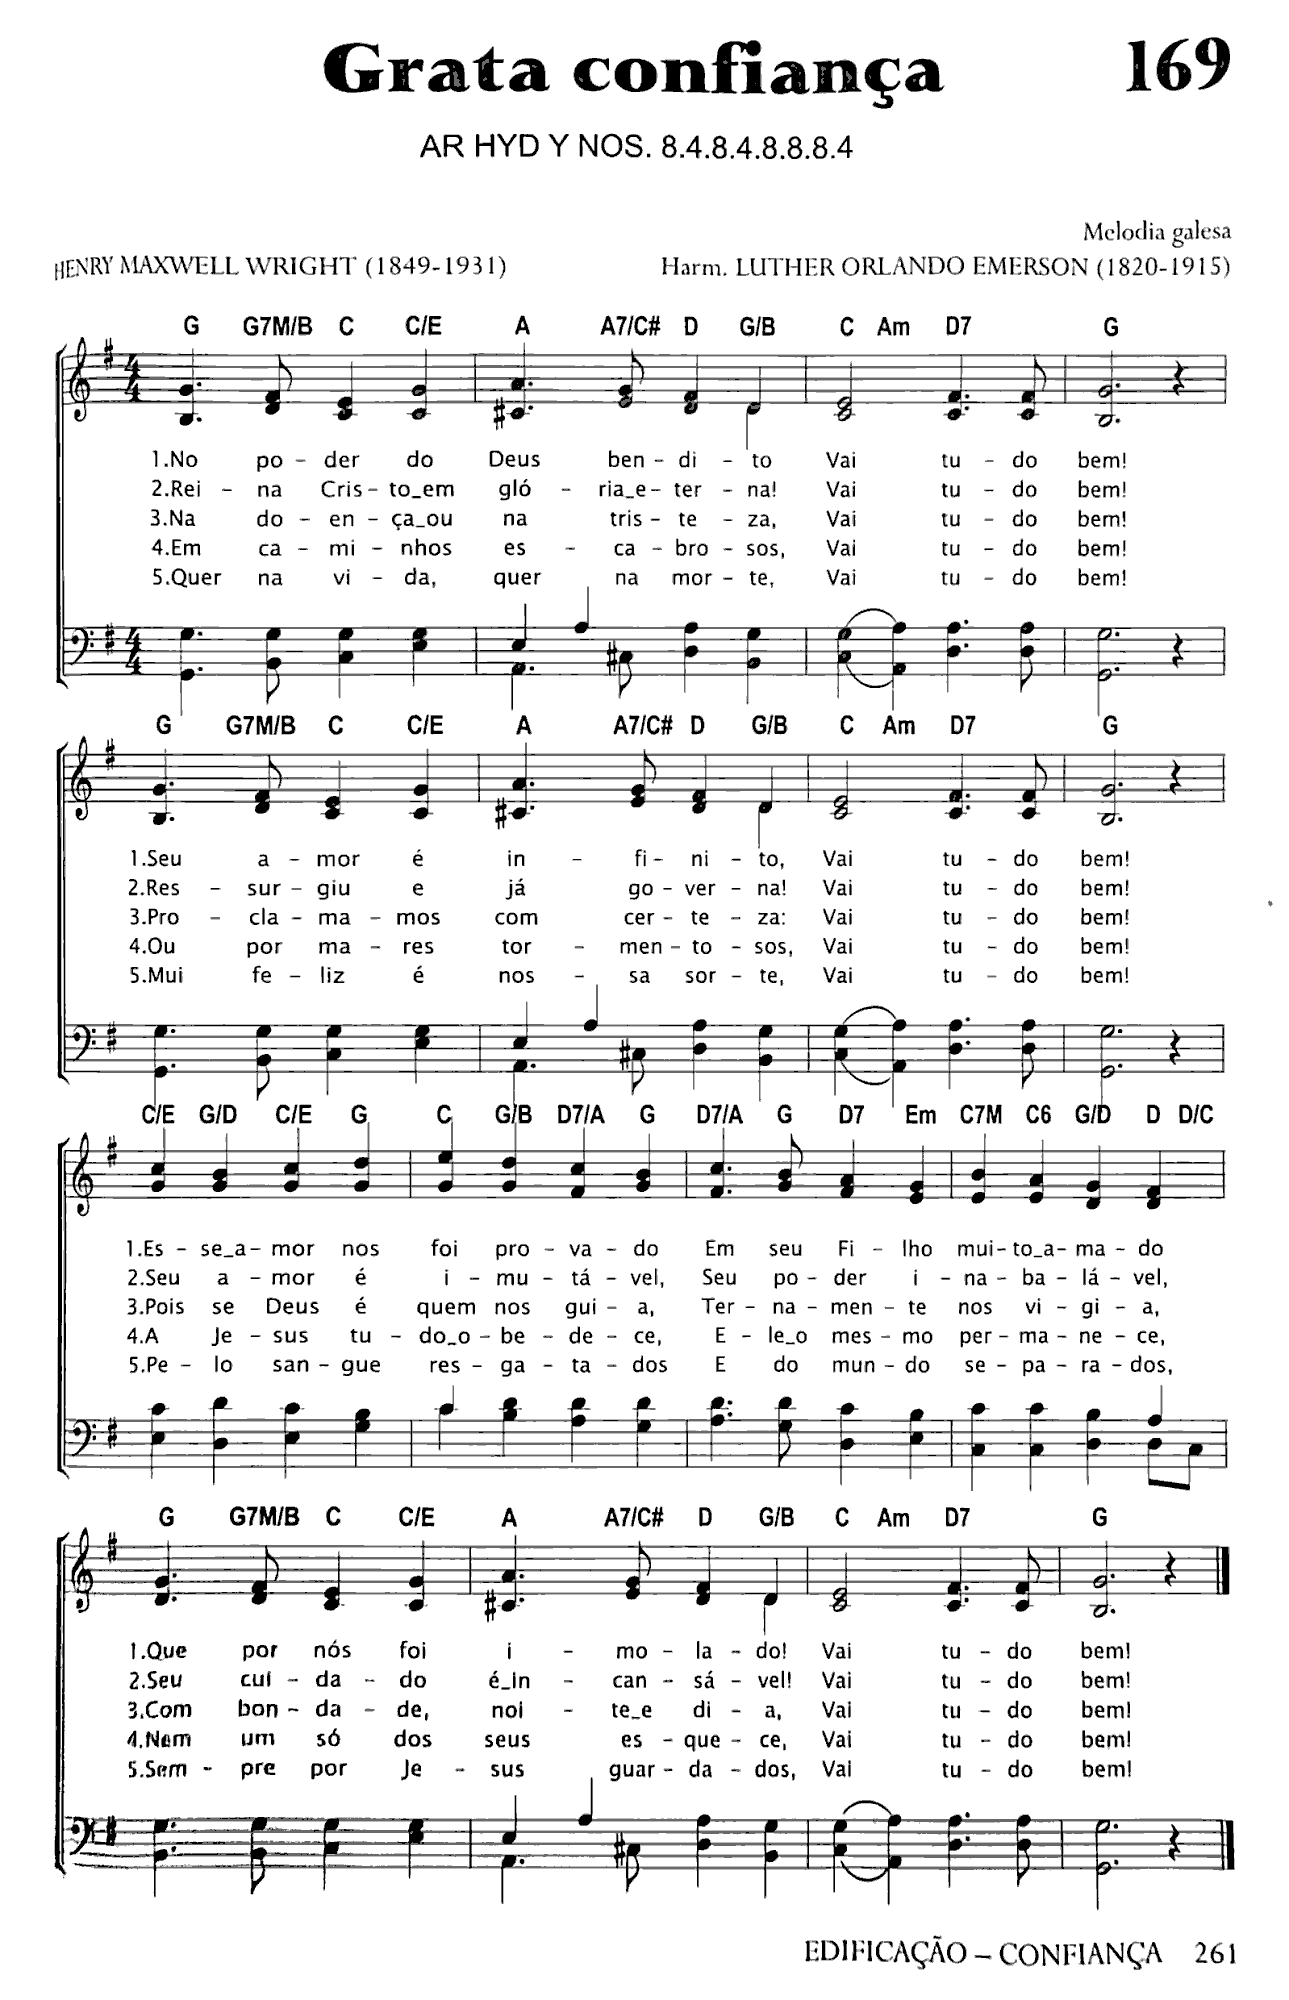 Grata confiança 169
AR HYD Y NOS. 8.4.8.4.8.8.8.4
Melodia galesa
HENRY MAXWELL WRIGHT (1849-1931) Harm. LUTHER ORLANDO EMERSON (1820-1915)
G G7M/B C C/E A A7/C# D G/B C Am D7 G
4 4
1.No po - der do Deus ben - di - to Vai tu - do bem!
2.Rei - na Cris - to_em gló - ria_e - ter - na! Vai tu - do bem!
3.Na do - en - ça_ou na tris - te - za, Vai tu - do bem!
4.Em ca - mi - nhos es - ca - bro - sos, Vai tu - do bem!
5.Quer na vi - da, quer na mor - te, Vai tu - do bem!
4 4
G G7M/B C C/E A A7/C# D G/B C Am D7 G
1.Seu a - mor é in - fi - ni - to, Vai tu - do bem!
2.Res - sur - giu e já go - ver - na! Vai tu - do bem!
3.Pro - cla - ma - mos com cer - te - za: Vai tu - do bem!
4.Ou por ma - res tor - men - to - sos, Vai tu - do bem!
5.Mui fe - liz é nos - sa sor - te, Vai tu - do bem!
C/E G/D C/E G C G/B D7/A G D7/A G D7 Em C7M C6 G/D D D/C
1.Es - se_a - mor nos foi pro - va - do Em seu Fi - lho mui - to_a - ma - do
2.Seu a - mor é i - mu - tá - vel, Seu po - der i - na - ba - lá - vel,
3.Pois se Deus é quem nos gui - a, Ter - na - men - te nos vi - gi - a,
4.A Je - sus tu - do_o - be - de - ce, E - le_o mes - mo per - ma - ne - ce,
5.Pe - lo san - gue res - ga - ta - dos E do mun - do se - pa - ra - dos,
G G7M/B C C/E A A7/C# D G/B C Am D7 G
1.Que por nós foi i - mo - la - do! Vai tu - do bem!
2.Seu cui - da - do é_in - can - sá - vel! Vai tu - do bem!
3.Com bon - da - de, noi - te_e di - a, Vai tu - do bem!
4.Nem um só dos seus es - que - ce, Vai tu - do bem!
5.Sem - pre por Je - sus guar - da - dos, Vai tu - do bem!
EDIFICAÇÃO – CONFIANÇA 261